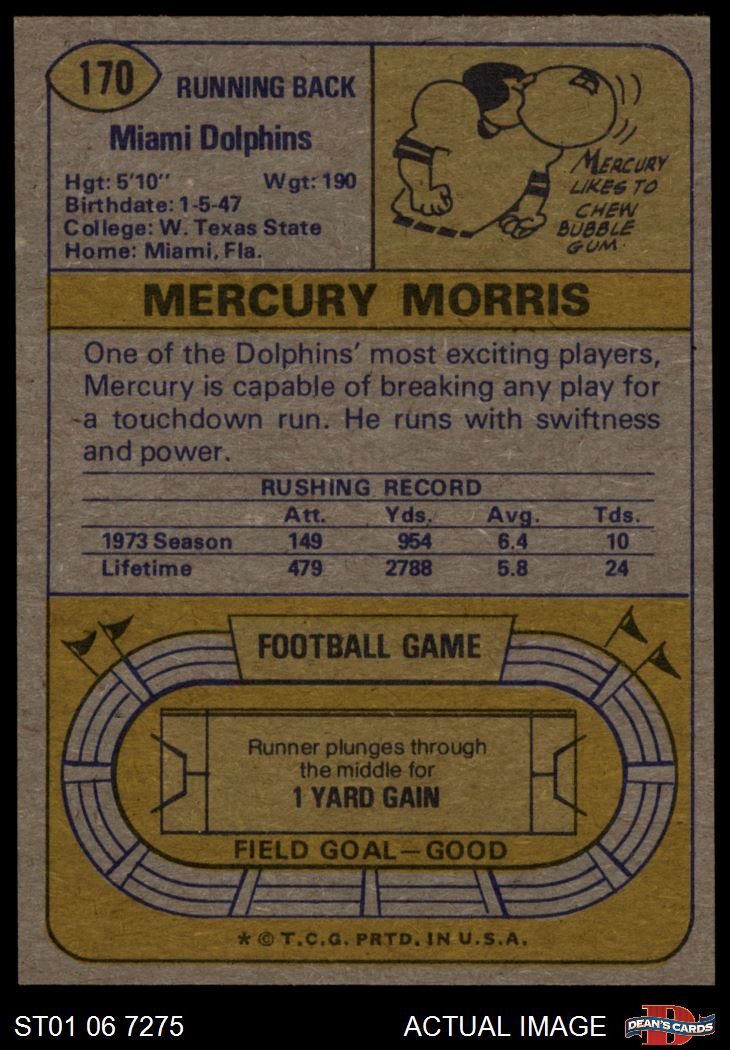 170
RUNNING BACK
Miami Dolphins
Hgt: 5'10" Wgt: 190
Birthdate: 1-5-47
College: W. Texas State
Home: Miami, Fla.
MERCURY
LIKES TO
CHEW
BUBBLE
GUM.
MERCURY MORRIS
One of the Dolphins' most exciting players,
Mercury is capable of breaking any play for
a touchdown run. He runs with swiftness
and power.
RUSHING RECORD
Att. Yds. Avg. Tds.
1973 Season 149 954 6.4 10
Lifetime 479 2788 5.8 24
FOOTBALL GAME
Runner plunges through
the middle for
1 YARD GAIN
FIELD GOAL—GOOD
* © T.C.G. PRTD. IN U.S.A.
ST01 06 7275
ACTUAL IMAGE
D
DEAN'S CARDS